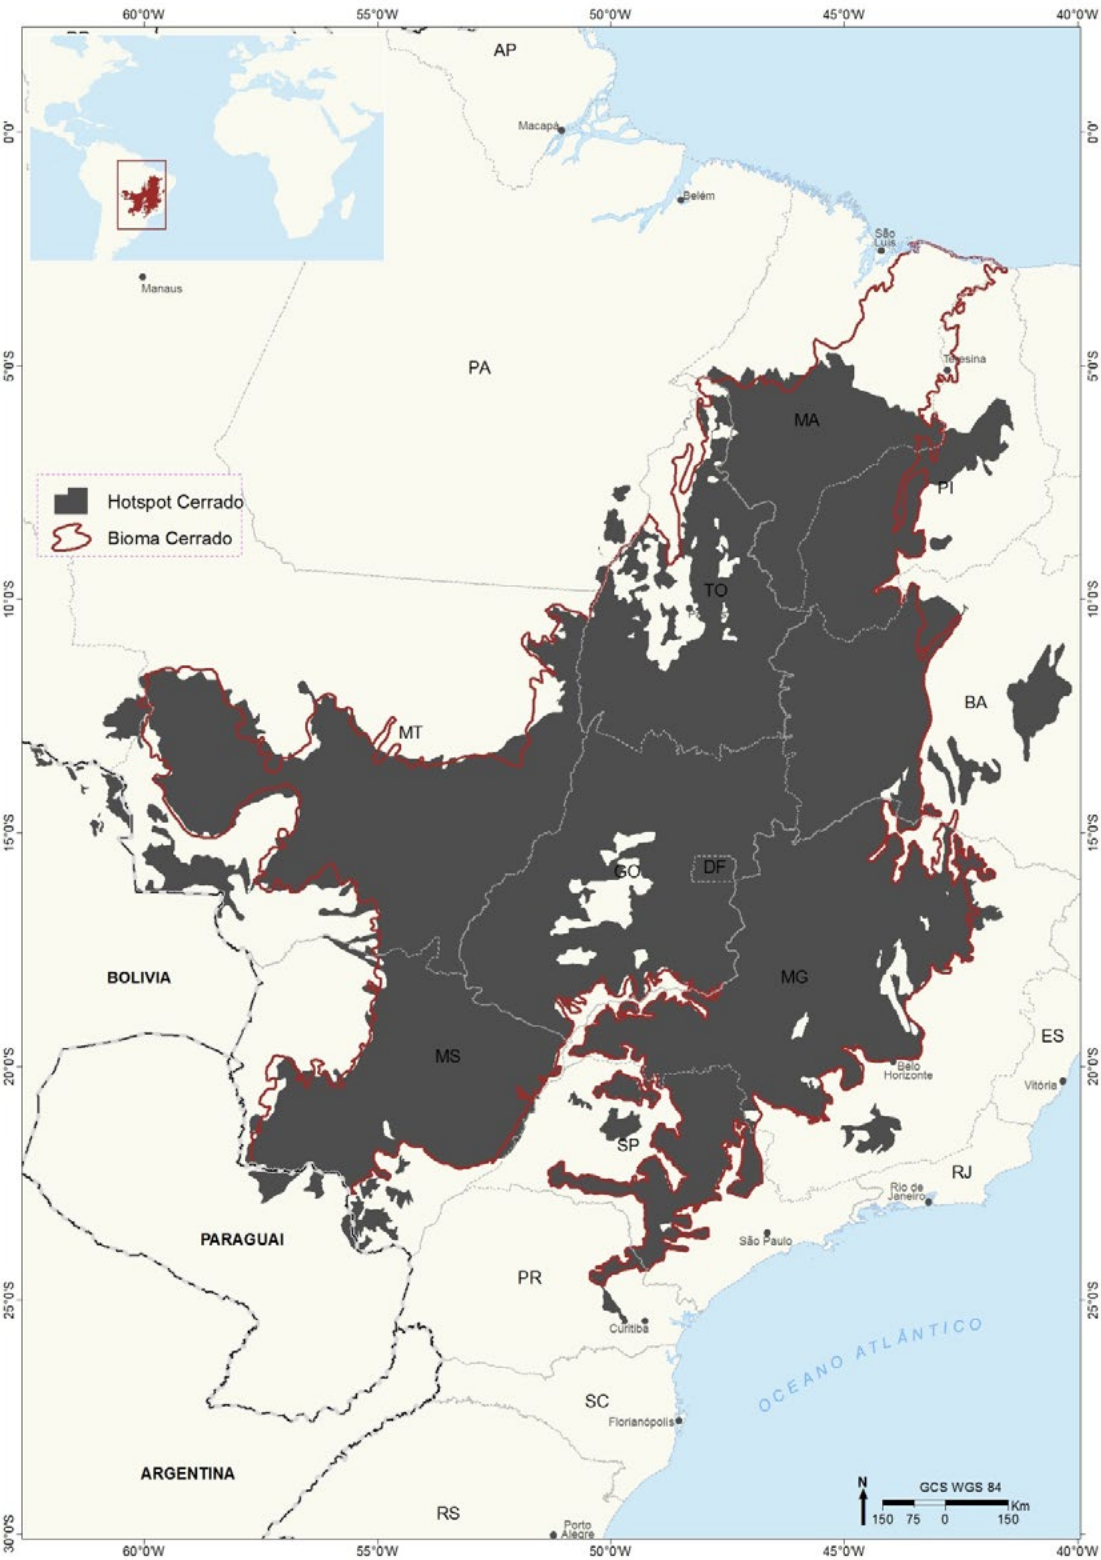 60°0'W
55°0'W
50°0'W
45°0'W
40°0'W
AP
Macapá
0°0'
0°0'
Belém
São
Luís
Manaus
PA
5°0'S
5°0'S
Teresina
MA
PI
Hotspot Cerrado
Bioma Cerrado
TO
10°0'S
10°0'S
BA
MT
15°0'S
15°0'S
GO
DF
BOLIVIA
MG
ES
MS
20°0'S
20°0'S
Belo
Horizonte
Vitória
SP
RJ
Rio de
Janeiro
PARAGUAI
São Paulo
PR
25°0'S
25°0'S
Curitiba
OCEANO ATLÂNTICO
SC
Florianópolis
ARGENTINA
N
GCS WGS 84
Km
150 75 0 150
RS
Porto
Alegre
30°0'S
30°0'S
60°0'W
55°0'W
50°0'W
45°0'W
40°0'W